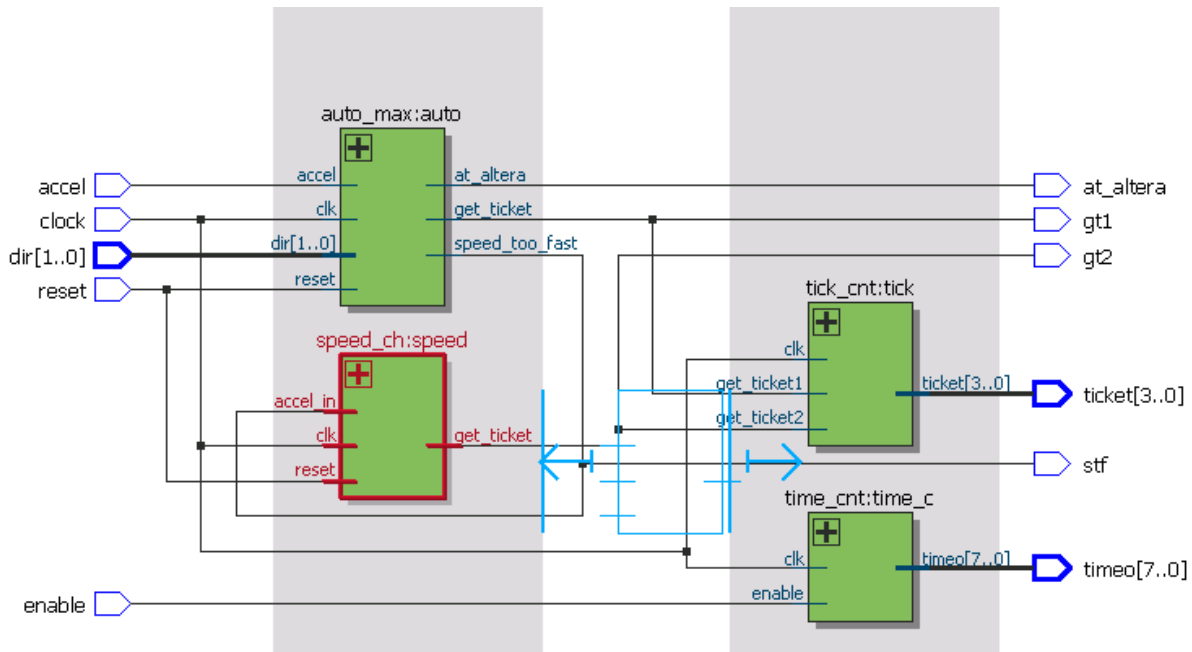 auto_max:auto
accel
accel
at_altera
at_altera
clock
clk
get_ticket
gt1
dir[1..0]
dir[1..0]
speed_too_fast
gt2
reset
reset
tick_cnt:tick
speed_ch:speed
clk
accel_in
get_ticket1
ticket[3..0]
ticket[3..0]
get_ticket2
clk
get_ticket
stf
reset
time_cnt:time_c
clk
timeo[7..0]
timeo[7..0]
enable
enable